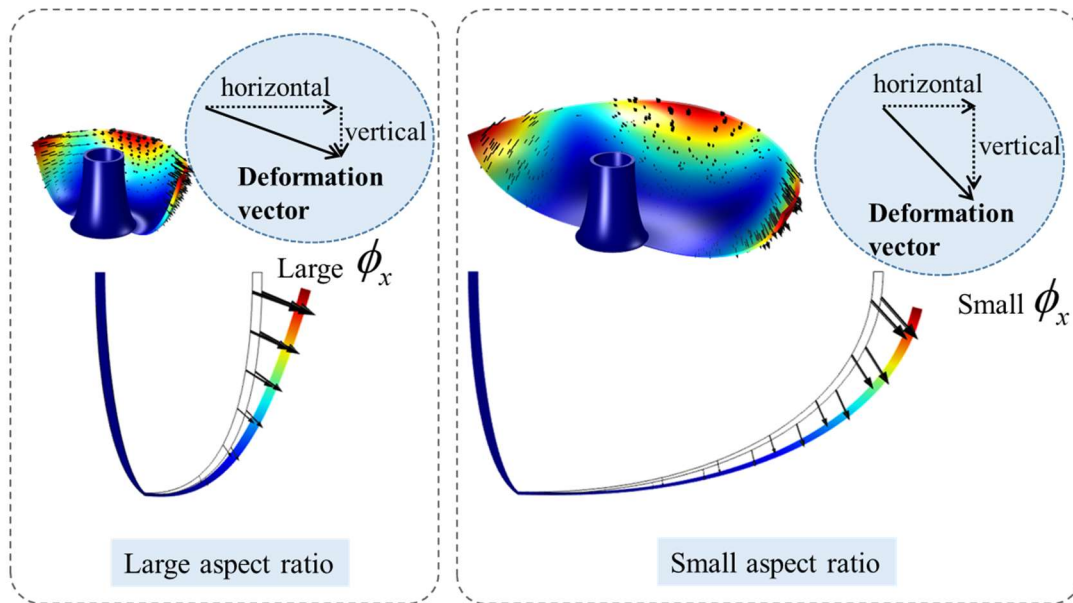 horizontal
vertical
Deformation
vector
Large ϕx
Large aspect ratio
horizontal
vertical
Deformation
vector
Small ϕx
Small aspect ratio